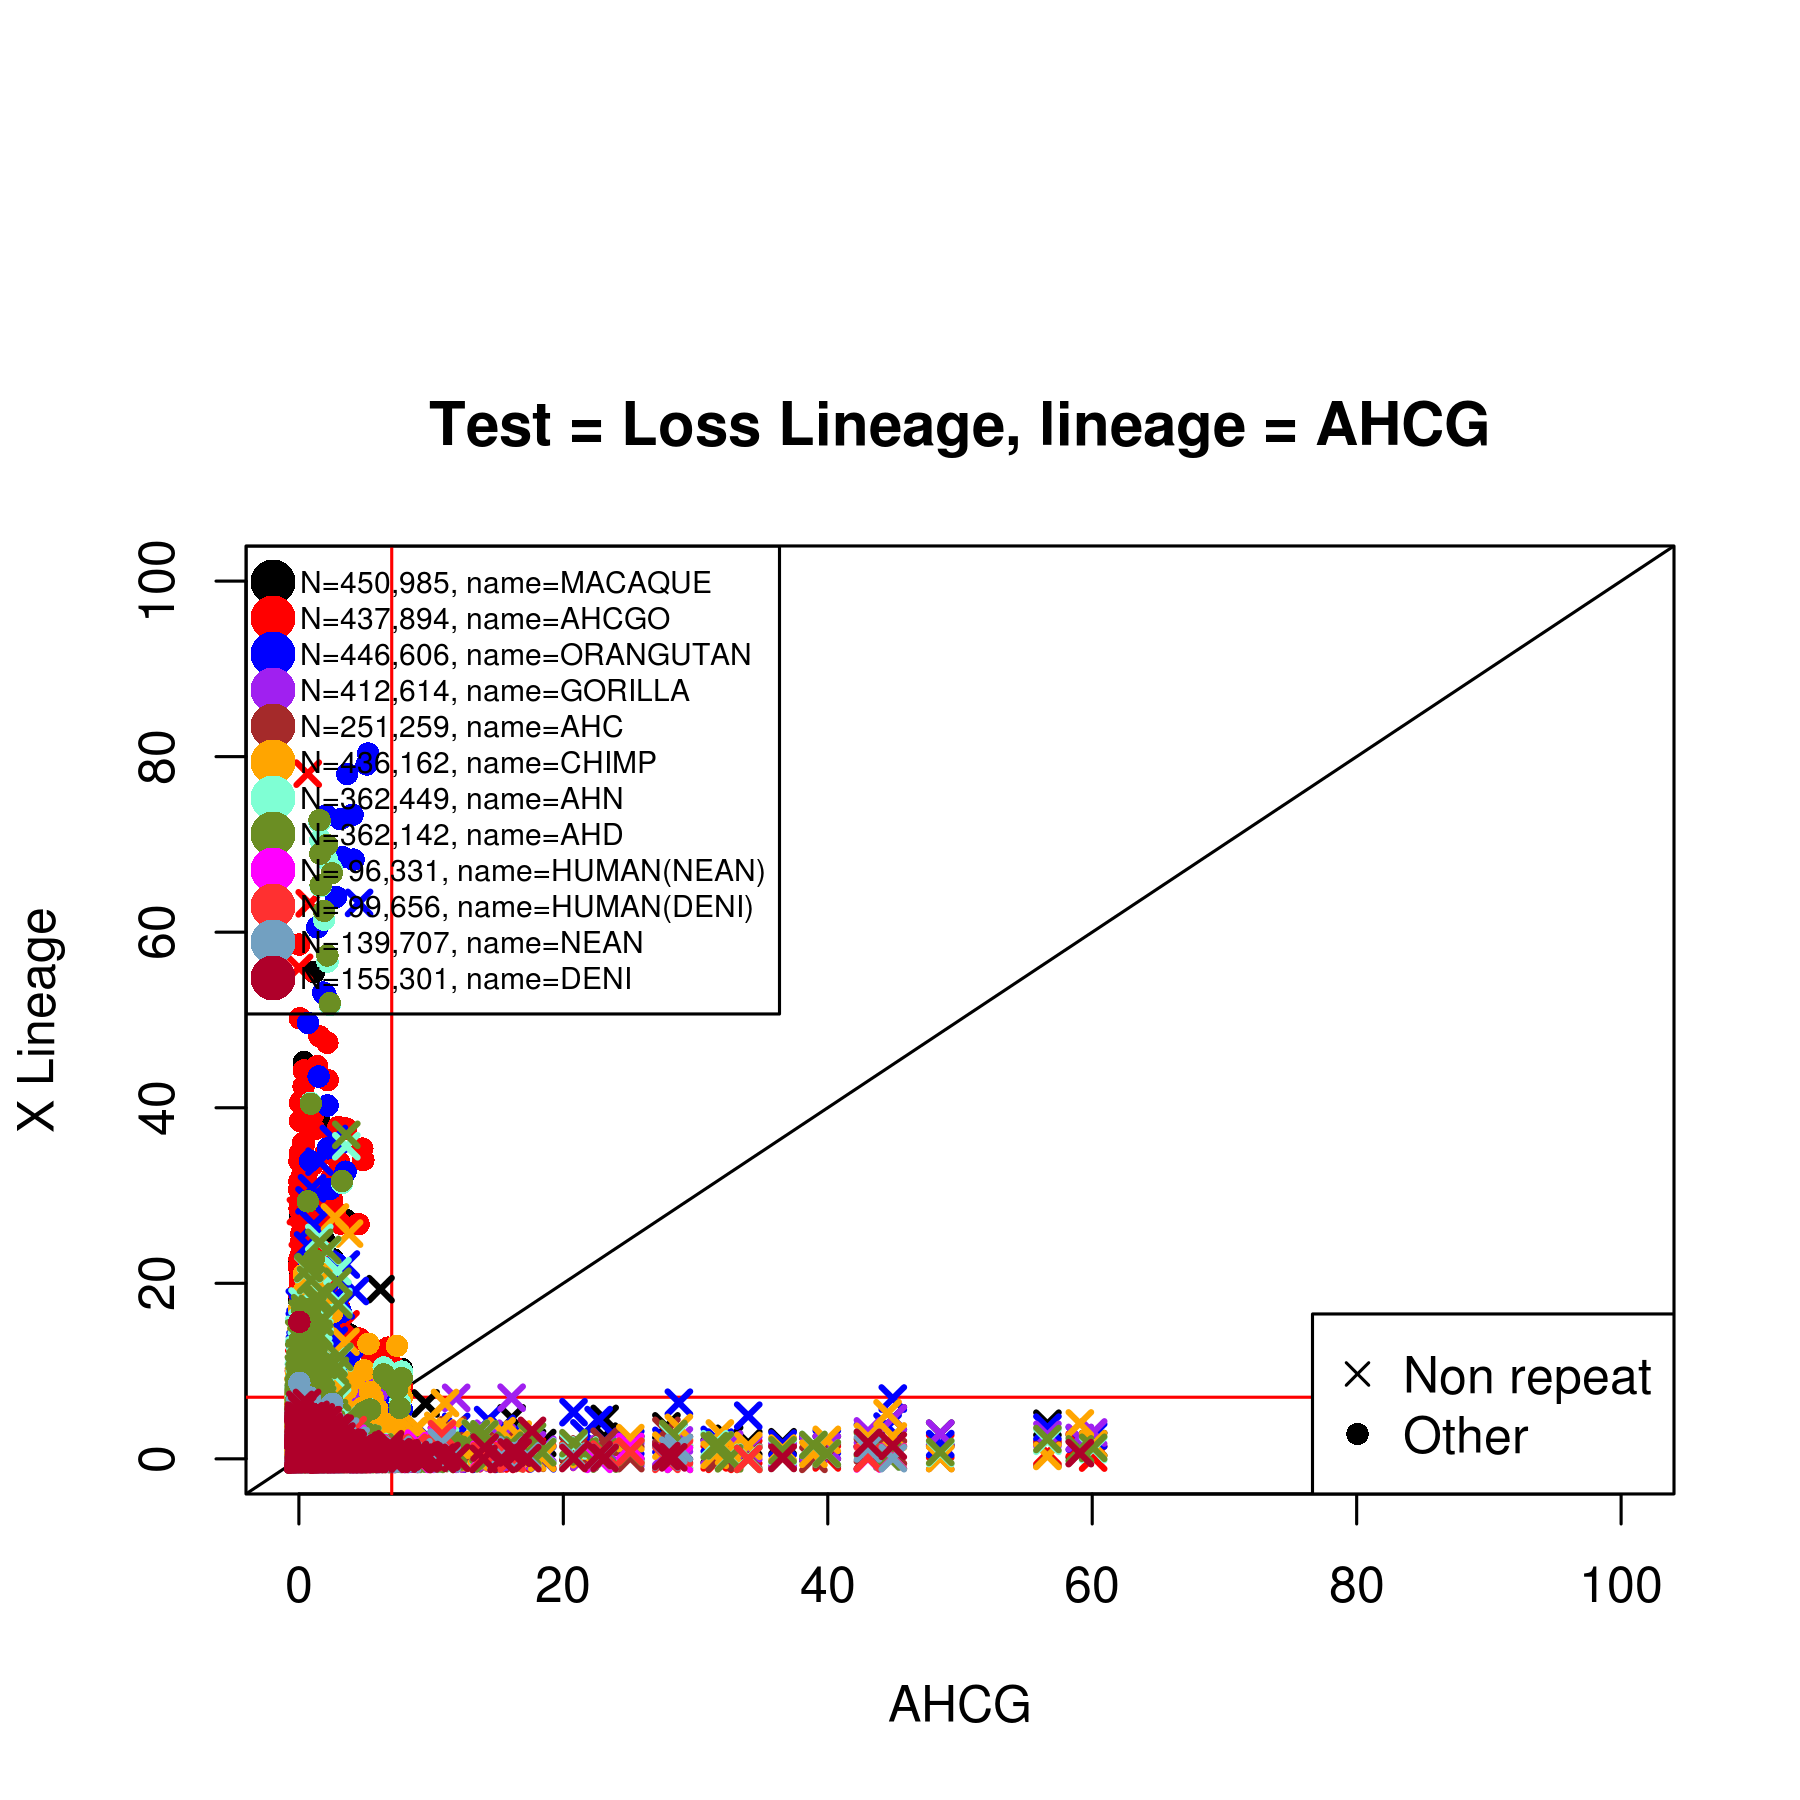 Test = Loss Lineage, lineage = AHCG
100
80
60
40
20
0
X Lineage
N=450,985, name=MACAQUE
N=437,894, name=AHCGO
N=446,606, name=ORANGUTAN
N=412,614, name=GORILLA
N=251,259, name=AHC
N=436,162, name=CHIMP
N=362,449, name=AHN
N=362,142, name=AHD
N= 96,331, name=HUMAN(NEAN)
N= 99,656, name=HUMAN(DENI)
N=139,707, name=NEAN
N=155,301, name=DENI
Non repeat
Other
0 20 40 60 80 100
AHCG